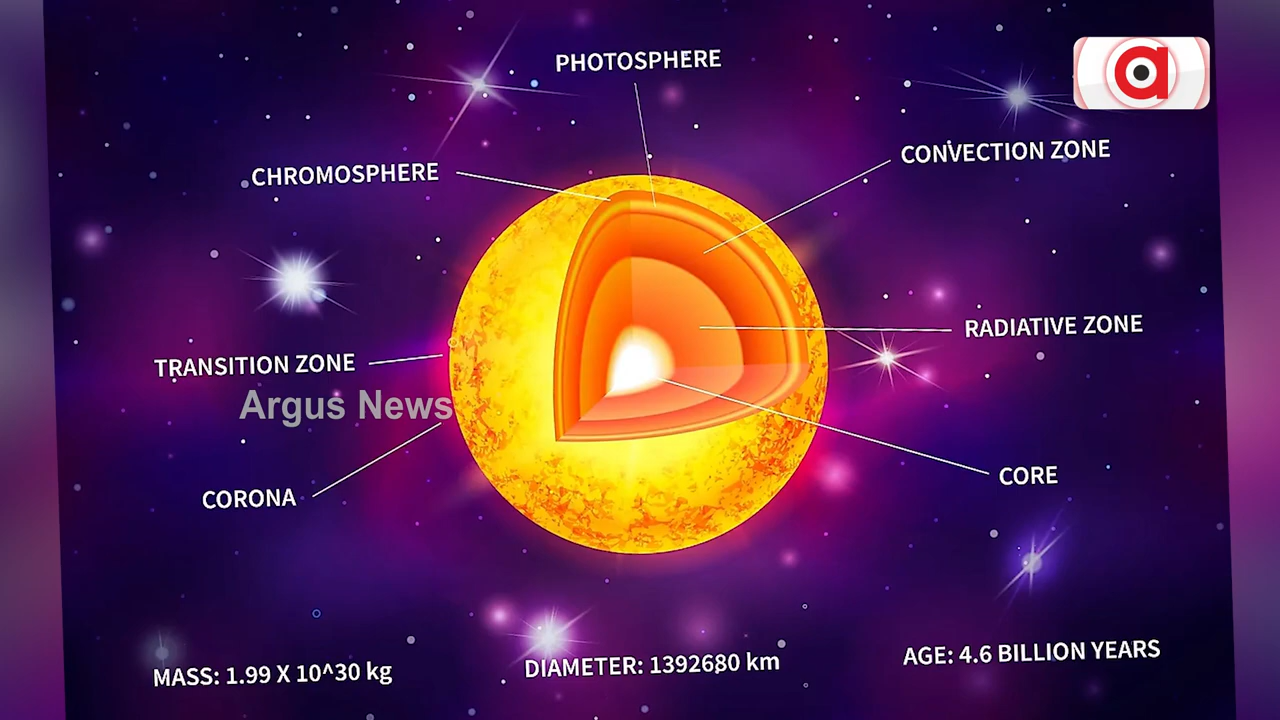 PHOTOSPHERE
a
CONVECTION ZONE
CHROMOSPHERE
RADIATIVE ZONE
TRANSITION ZONE
Argus News
CORONA
CORE
MASS: 1.99 X 10^30 kg
DIAMETER: 1392680 km
AGE: 4.6 BILLION YEARS